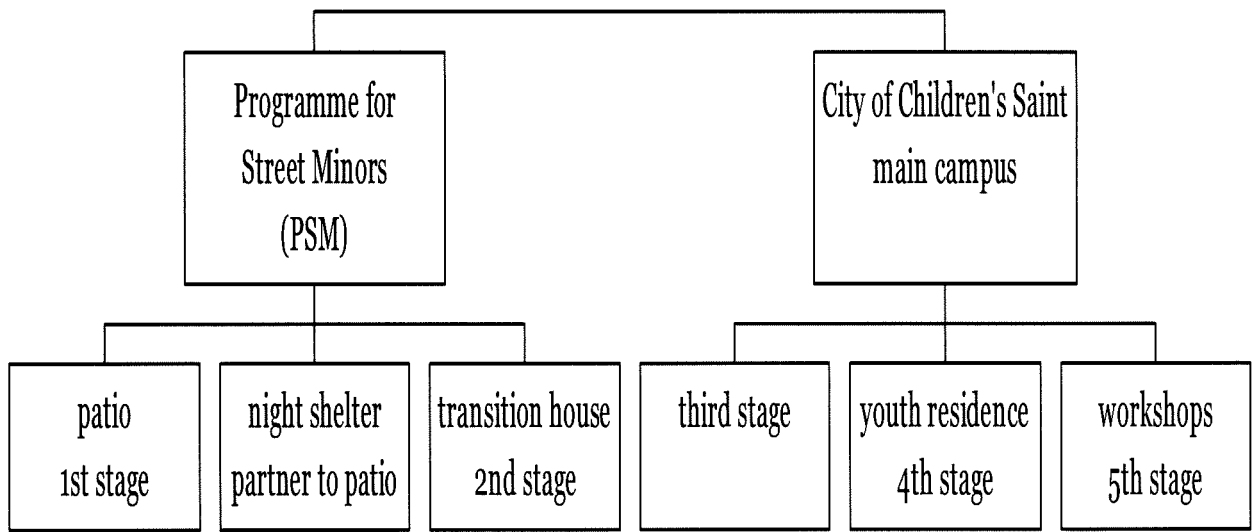 Programme for
Street Minors
(PSM)
City of Children's Saint
main campus
patio
1st stage
night shelter
partner to patio
transition house
2nd stage
third stage
youth residence
4th stage
workshops
5th stage